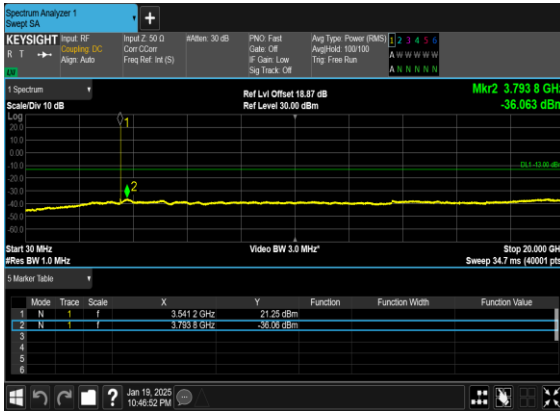 Spectrum Analyzer 1
Swept SA
+
KEYSIGHT
R T
Input: RF
Coupling: DC
Align: Auto
Input Z: 50 Ω
Corr CCorr
Freq Ref: Int (S)
#Atten: 30 dB
PNO: Fast
Gate: Off
IF Gain: Low
Sig Track: Off
Avg Type: Power (RMS)
Avg|Hold: 100/100
Trig: Free Run
1 2 3 4 5 6
A W W W W W
A N N N N N
1 Spectrum
Scale/Div 10 dB
Ref Lvl Offset 18.87 dB
Ref Level 30.00 dBm
Mkr2 3.793 8 GHz
-36.063 dBm
Log
20.0
10.0
0.00
-10.0
-20.0
-30.0
-40.0
-50.0
-60.0
1
2
DL1 -13.00 dBm
Start 30 MHz
#Res BW 1.0 MHz
Video BW 3.0 MHz*
Stop 20.000 GHz
Sweep 34.7 ms (40001 pts)
5 Marker Table
Mode Trace Scale X Y Function Function Width Function Value
1 N 1 f 3.541 2 GHz 21.25 dBm
2 N 1 f 3.793 8 GHz -36.06 dBm
3
4
5
6
?
Jan 19, 2025
10:46:52 PM